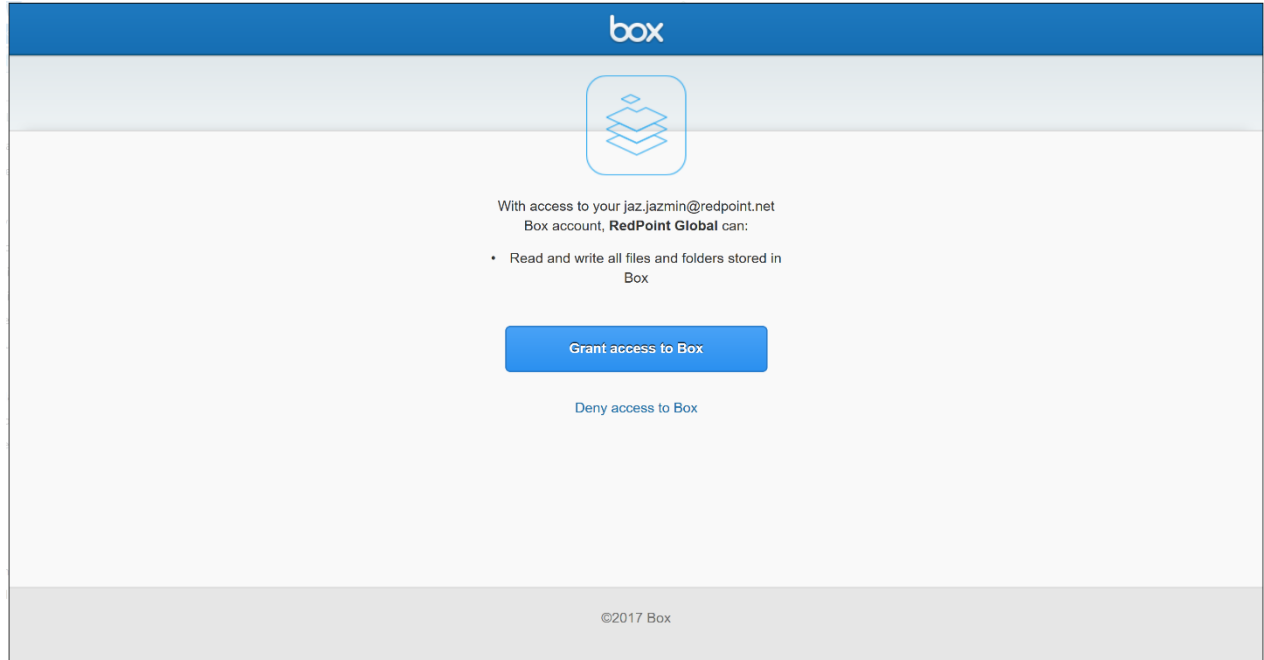 box
With access to your jaz.jazmin@redpoint.net
Box account, RedPoint Global can:
• Read and write all files and folders stored in
Box
Grant access to Box
Deny access to Box
©2017 Box